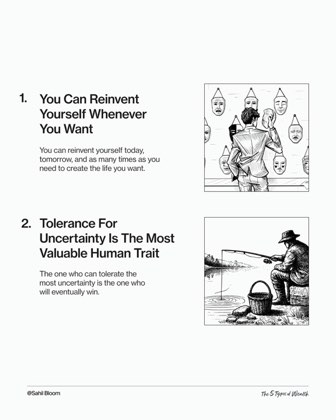 1. You Can Reinvent
Yourself Whenever
You Want
You can reinvent yourself today,
tomorrow, and as many times as you
need to create the life you want.
2. Tolerance For
Uncertainty Is The Most
Valuable Human Trait
The one who can tolerate the
most uncertainty is the one who
will eventually win.
@Sahil Bloom
The 5 Types of Wealth